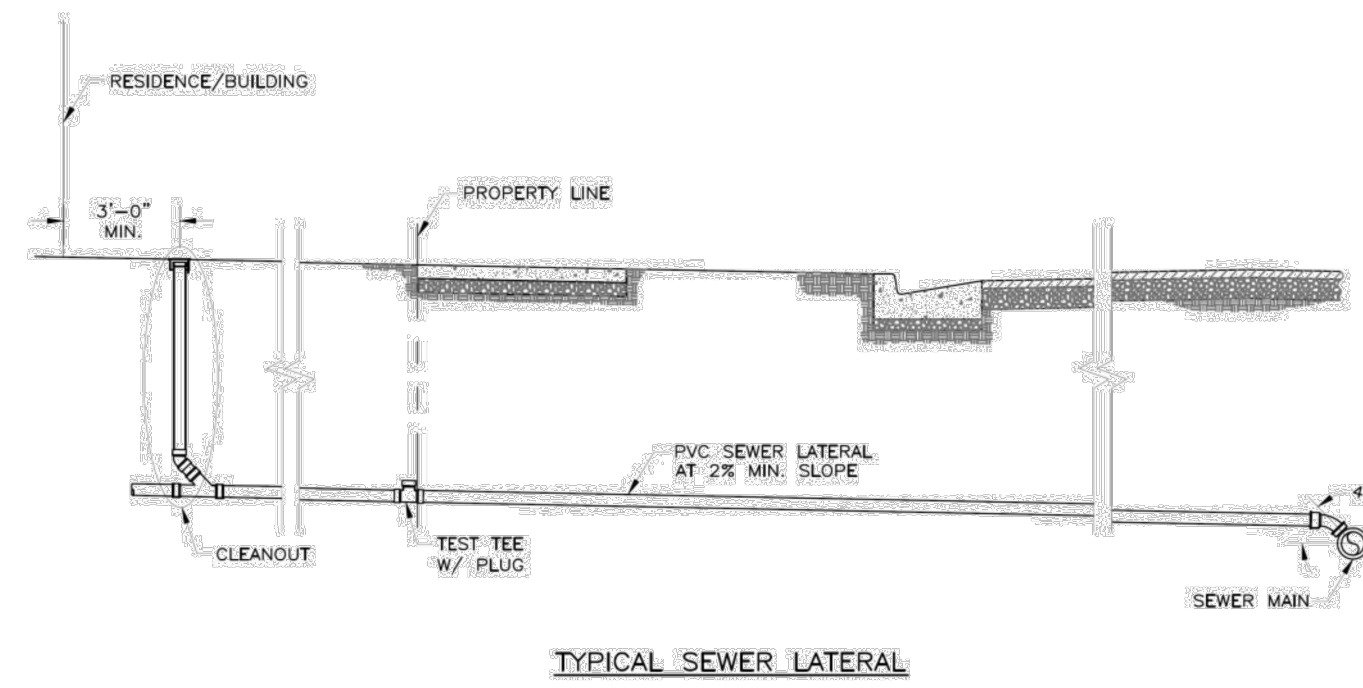 RESIDENCE/BUILDING
3'-0"
MIN.
PROPERTY LINE
PVC SEWER LATERAL
AT 2% MIN. SLOPE
4
CLEANOUT
TEST TEE
W/ PLUG
SEWER MAIN
S
TYPICAL SEWER LATERAL